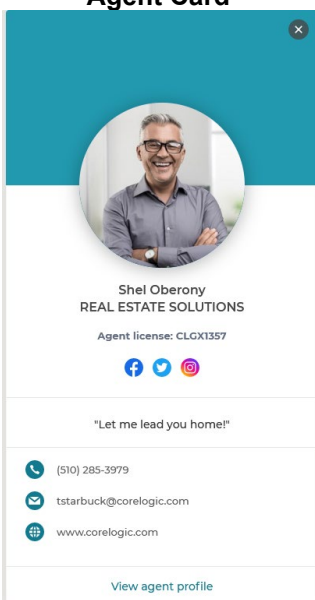 Agent Card
Shel Oberony
REAL ESTATE SOLUTIONS
Agent license: CLGX1357
"Let me lead you home!"
(510) 285-3979
tstarbuck@corelogic.com
www.corelogic.com
View agent profile